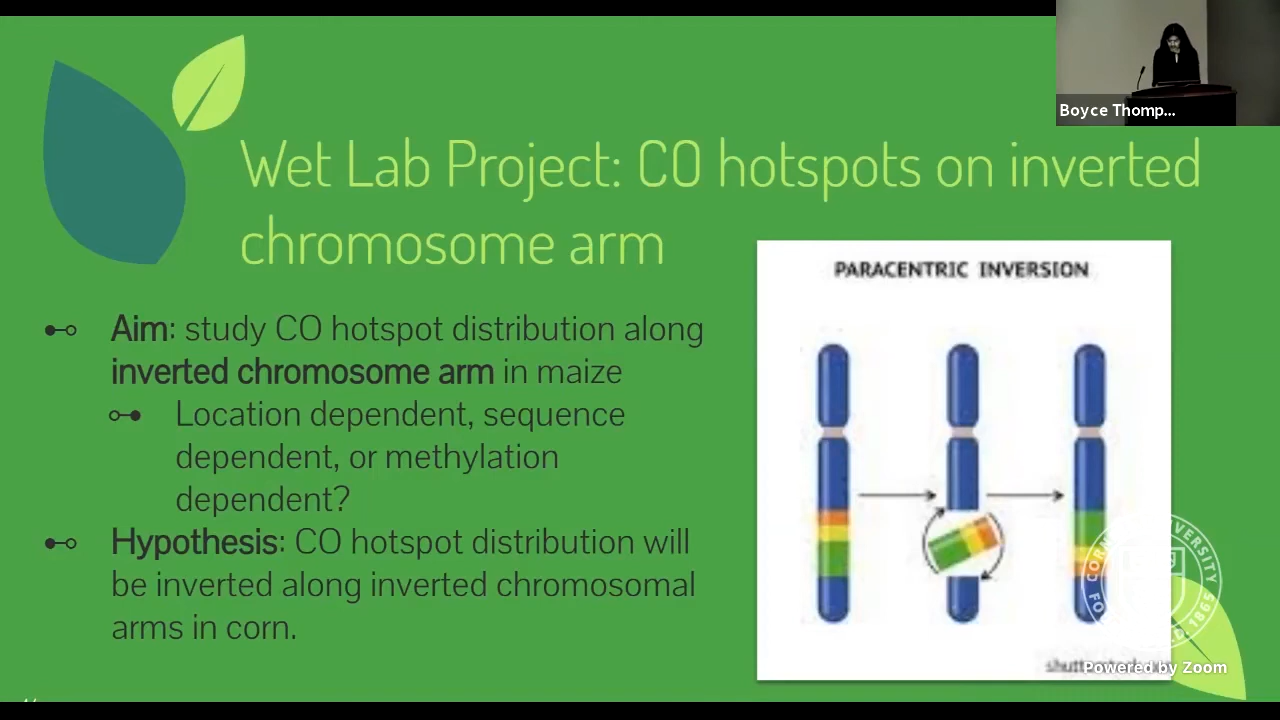 Boyce Thomp...
Wet Lab Project: CO hotspots on inverted
chromosome arm
PARACENTRIC INVERSION
Aim: study CO hotspot distribution along
inverted chromosome arm in maize
Location dependent, sequence
dependent, or methylation
dependent?
Hypothesis: CO hotspot distribution will
be inverted along inverted chromosomal
arms in corn.
Powered by Zoom